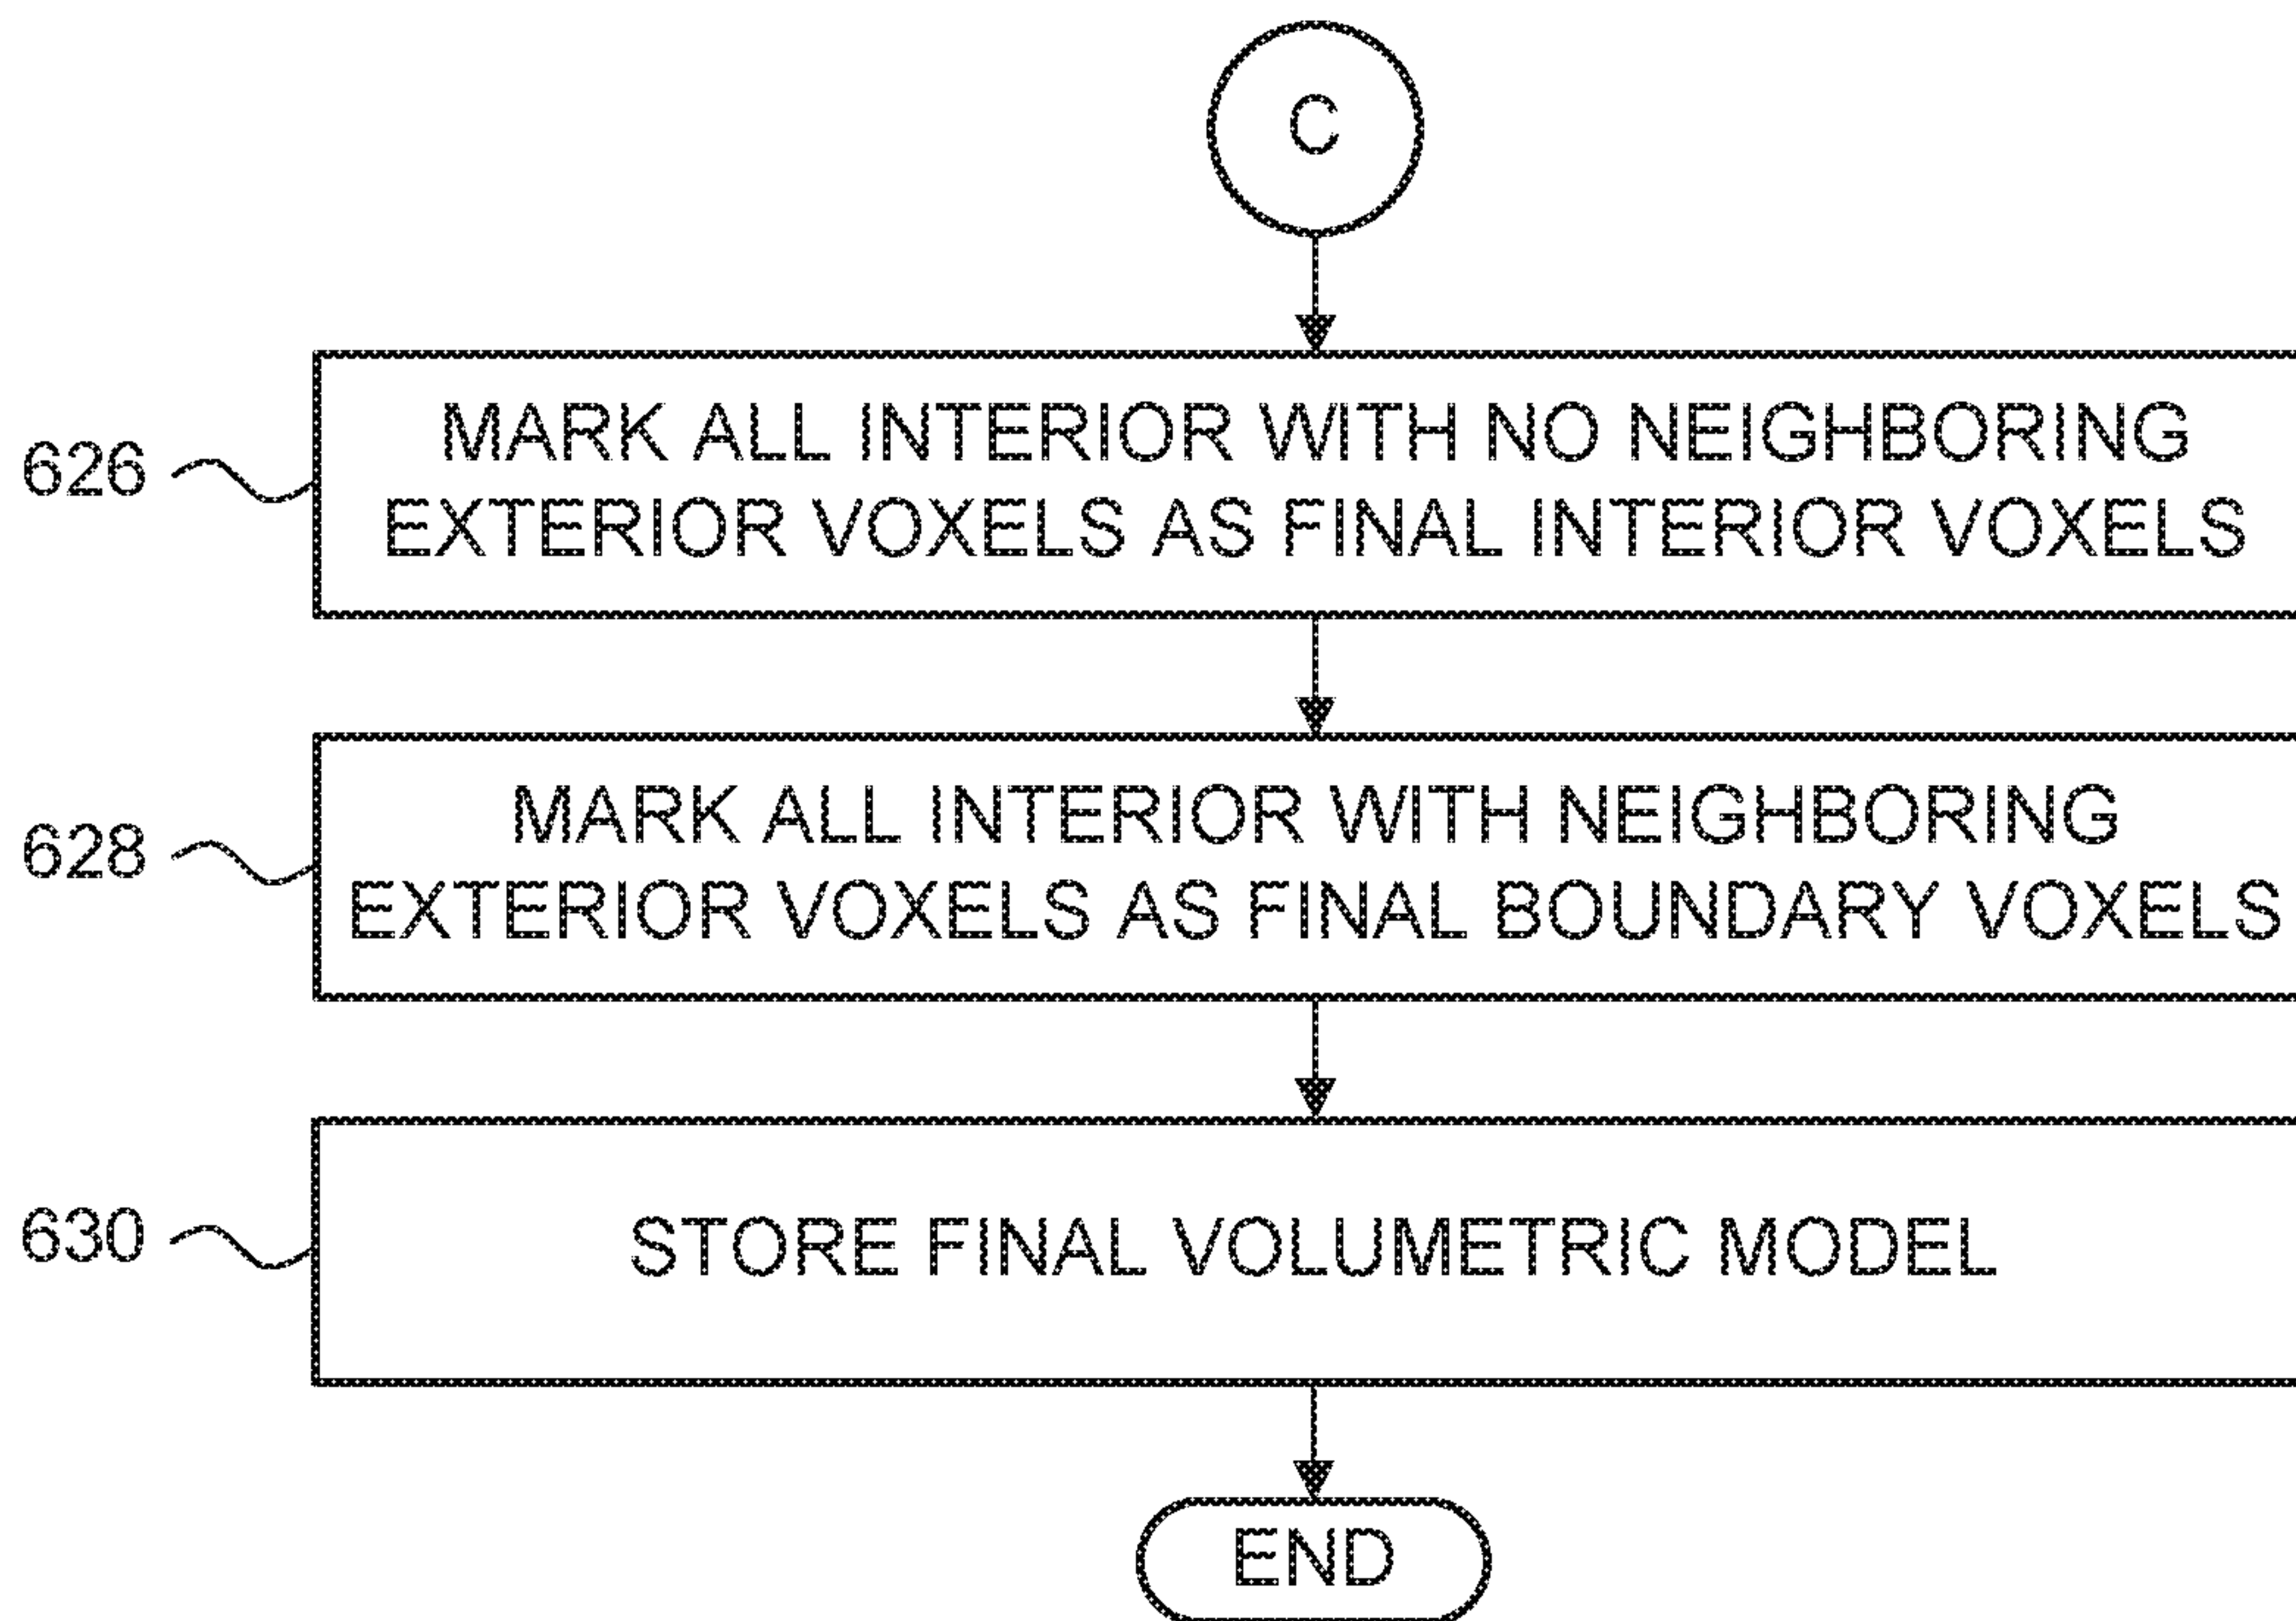 C
626
MARK ALL INTERIOR WITH NO NEIGHBORING
EXTERIOR VOXELS AS FINAL INTERIOR VOXELS
628
MARK ALL INTERIOR WITH NEIGHBORING
EXTERIOR VOXELS AS FINAL BOUNDARY VOXELS
630
STORE FINAL VOLUMETRIC MODEL
END